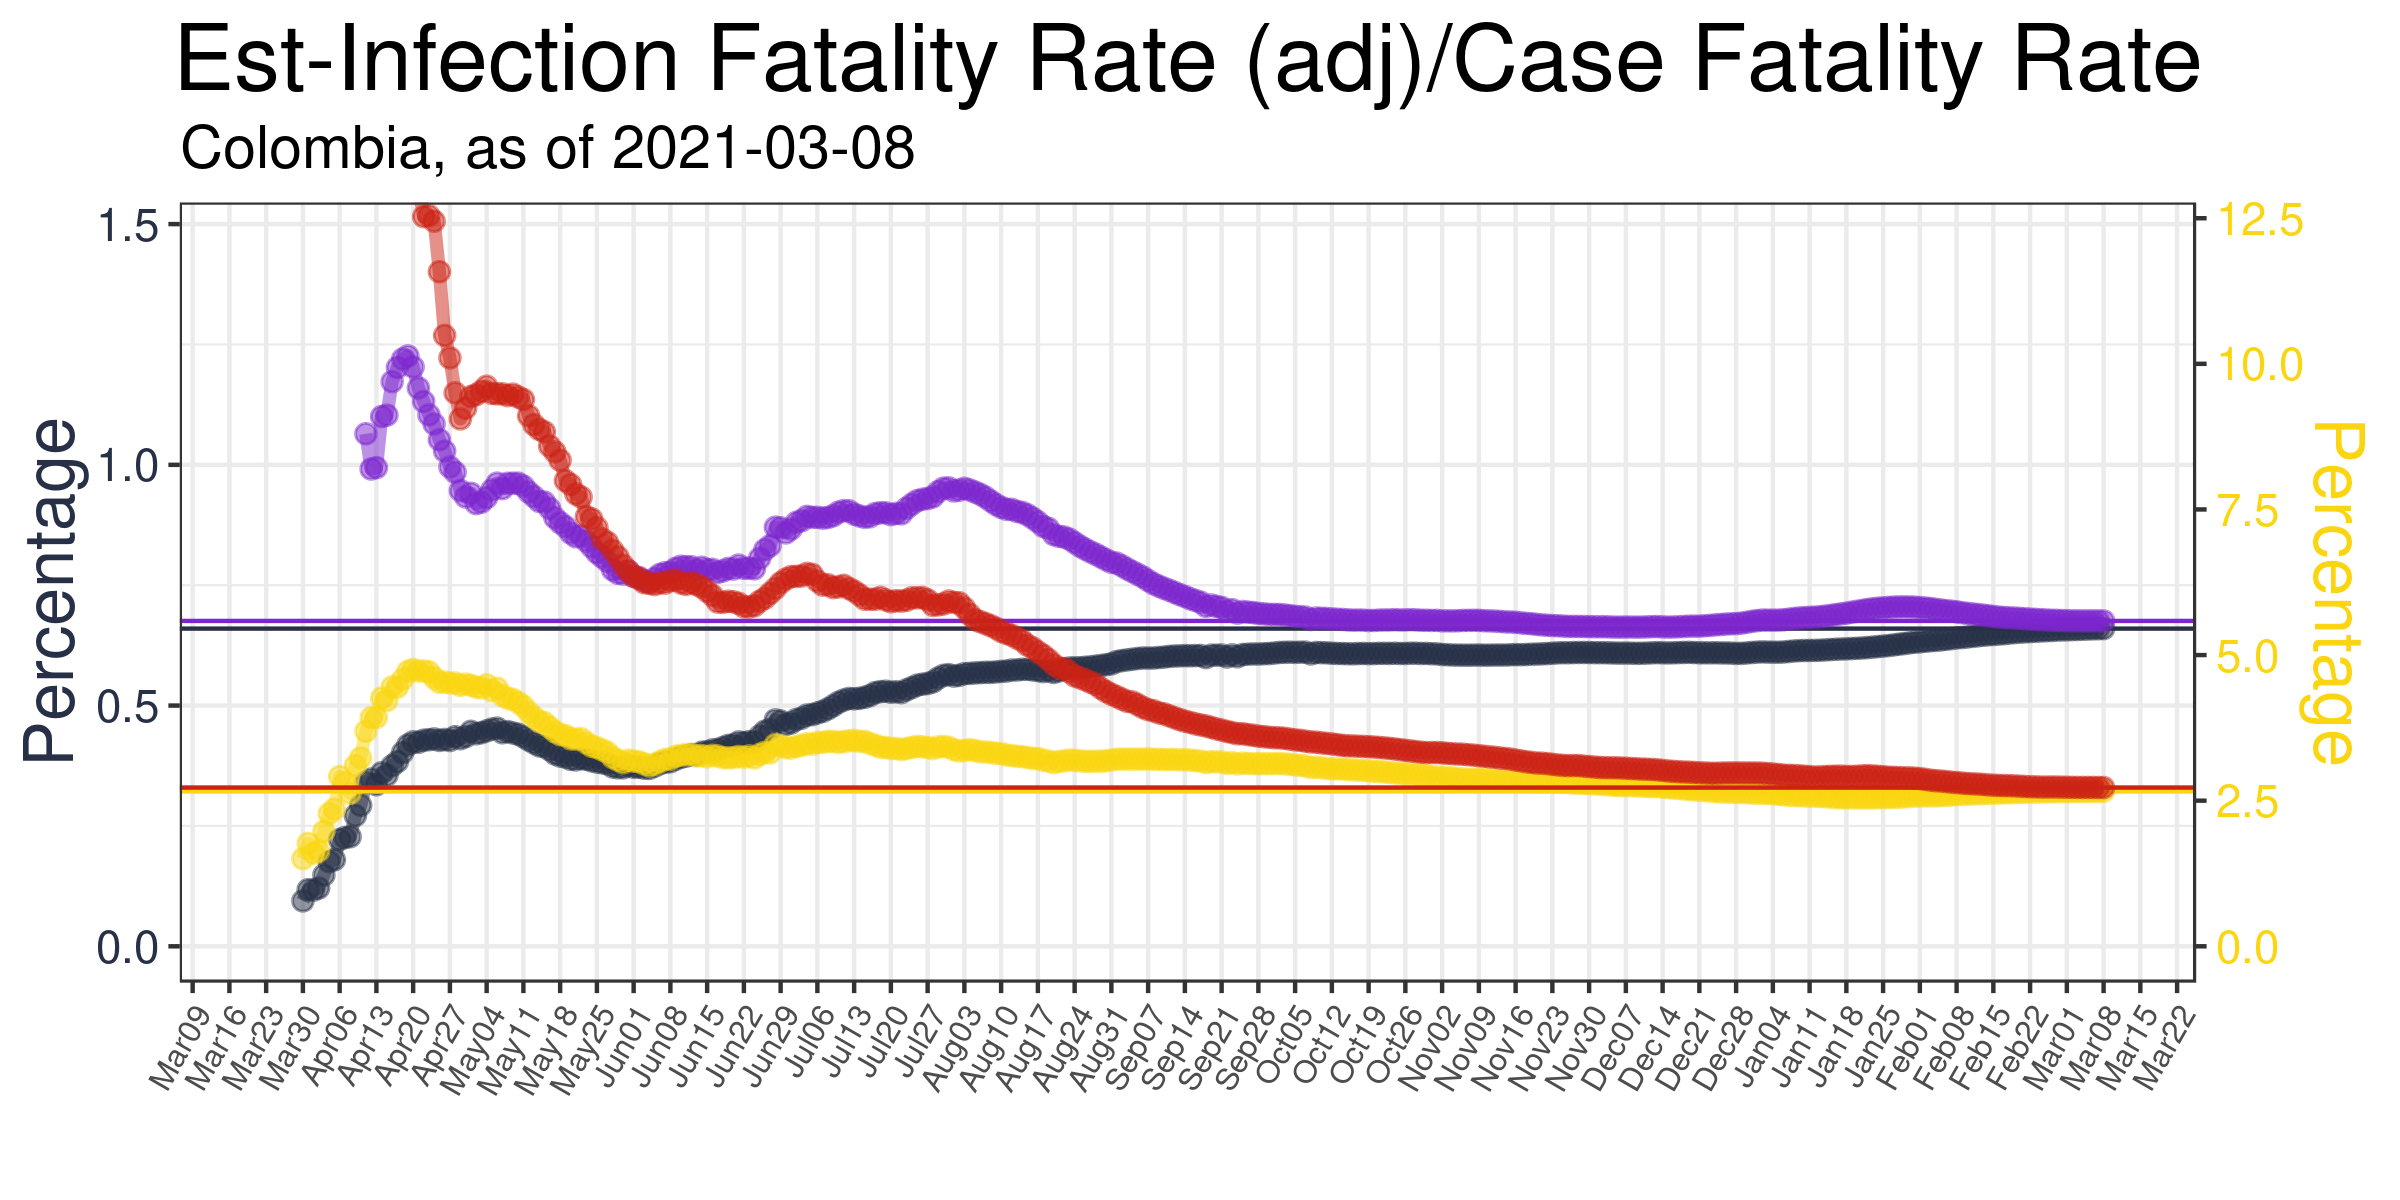 Est-Infection Fatality Rate (adj)/Case Fatality Rate
Colombia, as of 2021-03-08
Percentage
1.5
1.0
0.5
0.0
12.5
10.0
7.5
5.0
2.5
0.0
Percentage
Mar09
Mar16
Mar23
Mar30
Apr06
Apr13
Apr20
Apr27
May04
May11
May18
May25
Jun01
Jun08
Jun15
Jun22
Jun29
Jul06
Jul13
Jul20
Jul27
Aug03
Aug10
Aug17
Aug24
Aug31
Sep07
Sep14
Sep21
Sep28
Oct05
Oct12
Oct19
Oct26
Nov02
Nov09
Nov16
Nov23
Nov30
Dec07
Dec14
Dec21
Dec28
Jan04
Jan11
Jan18
Jan25
Feb01
Feb08
Feb15
Feb22
Mar01
Mar08
Mar15
Mar22